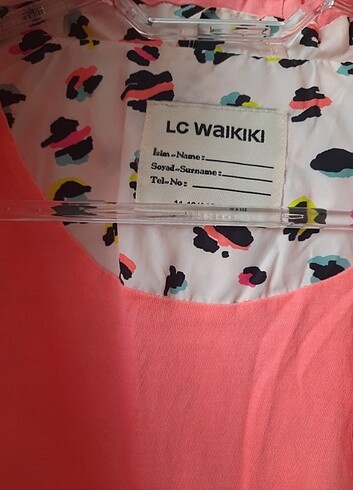 LC WAIKIKI
İsim-Name:
Soyad-Surname:
Tel-No: